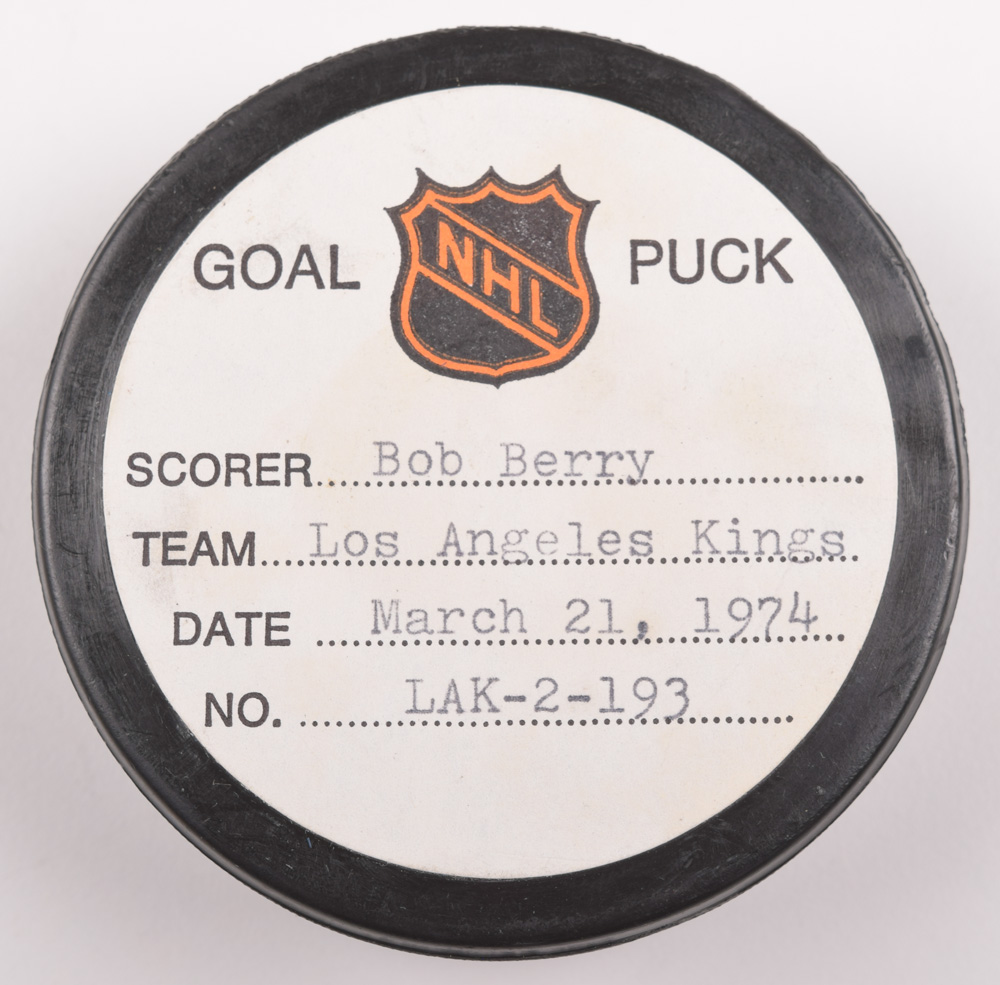 GOAL NHL PUCK
SCORER.....Bob Berry....................
TEAM...Los Angeles Kings.
DATE ....March 21, 1974...
NO. .......LAK-2-193.........